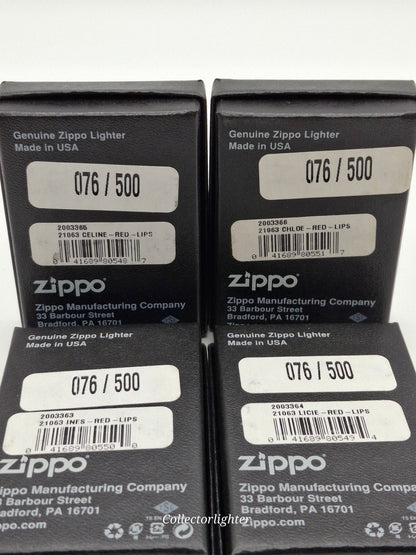 Genuine Zippo Lighter
Made in USA
076 / 500
2003365
21063 CELINE-RED-LIPS
0 41689 80548 7
zippo
Zippo Manufacturing Company
33 Barbour Street
Bradford, PA 16701
Genuine Zippo Lighter
Made in USA
076 / 500
2003366
21063 CHLOE-RED-LIPS
0 41689 80551 7
zippo
Zippo Manufacturing Company
33 Barbour Street
Bradford, PA 16701
Genuine Zippo Lighter
Made in USA
076 / 500
2003363
21063 INES-RED-LIPS
0 41689 80550 0
zippo
ippo Manufacturing Company
3 Barbour Street
radford, PA 16701
ippo.com
Genuine Zippo Lighter
Made in USA
076 / 500
2003364
21063 LICIE-RED-LIPS
0 41689 80549 4
zippo
Zippo Manufacturing Company
33 Barbour Street
Bradford, PA 16701
zippo.com
Collectorlighter